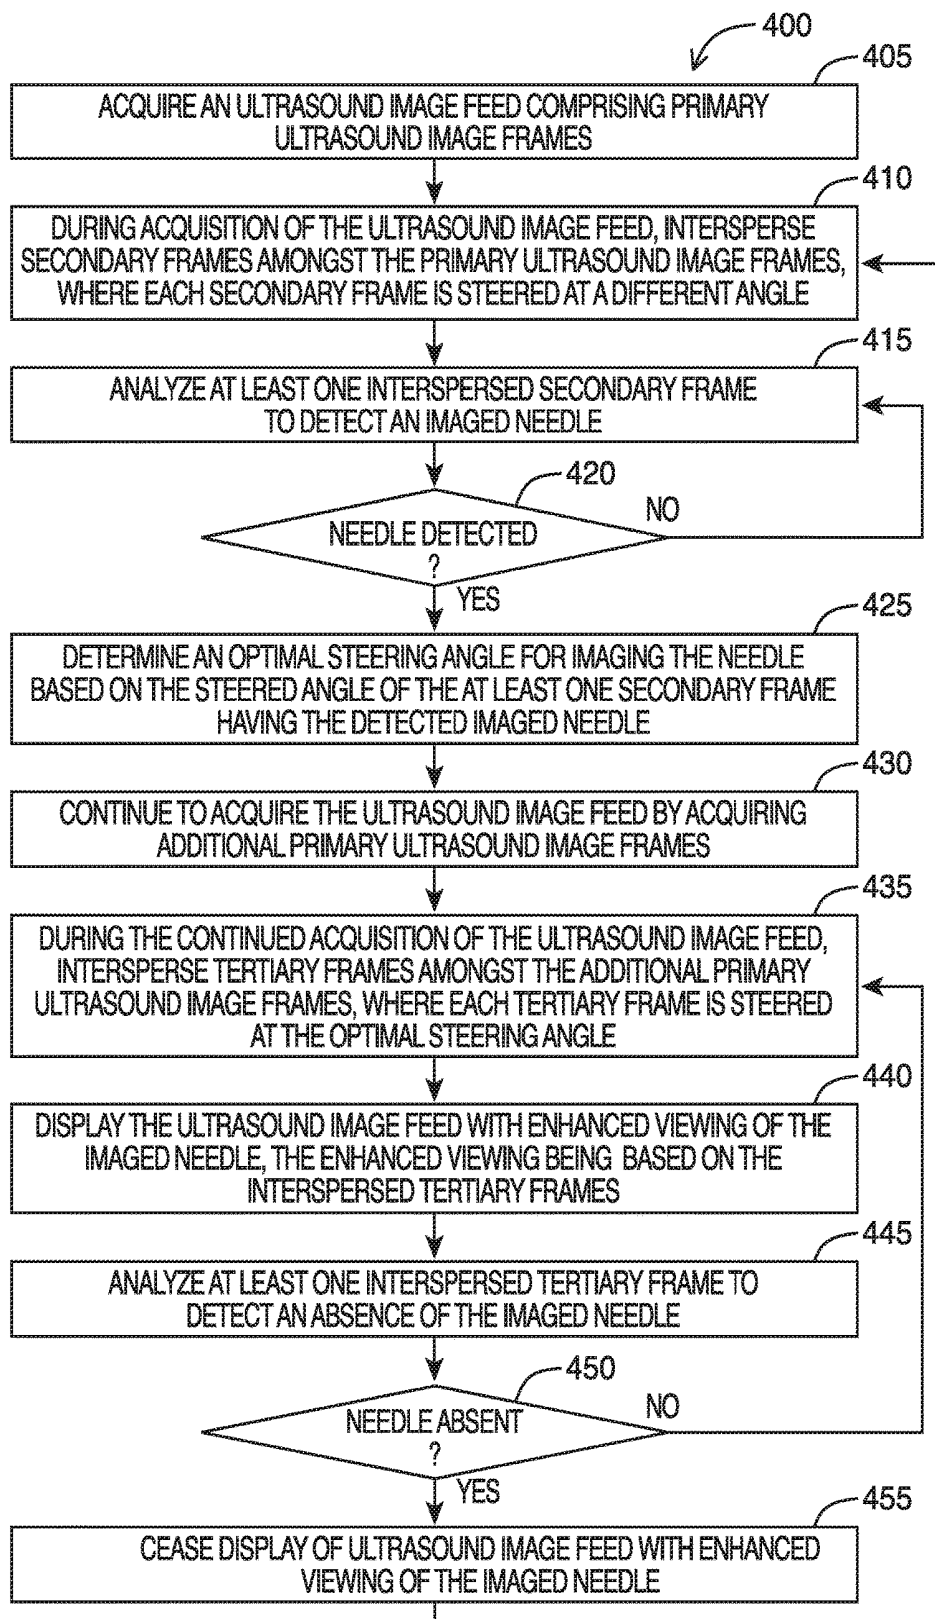 400
405
ACQUIRE AN ULTRASOUND IMAGE FEED COMPRISING PRIMARY
ULTRASOUND IMAGE FRAMES
410
DURING ACQUISITION OF THE ULTRASOUND IMAGE FEED, INTERSPERSE
SECONDARY FRAMES AMONGST THE PRIMARY ULTRASOUND IMAGE FRAMES,
WHERE EACH SECONDARY FRAME IS STEERED AT A DIFFERENT ANGLE
415
ANALYZE AT LEAST ONE INTERSPERSED SECONDARY FRAME
TO DETECT AN IMAGED NEEDLE
420
NO
NEEDLE DETECTED
?
YES
425
DETERMINE AN OPTIMAL STEERING ANGLE FOR IMAGING THE NEEDLE
BASED ON THE STEERED ANGLE OF THE AT LEAST ONE SECONDARY FRAME
HAVING THE DETECTED IMAGED NEEDLE
430
CONTINUE TO ACQUIRE THE ULTRASOUND IMAGE FEED BY ACQUIRING
ADDITIONAL PRIMARY ULTRASOUND IMAGE FRAMES
435
DURING THE CONTINUED ACQUISITION OF THE ULTRASOUND IMAGE FEED,
INTERSPERSE TERTIARY FRAMES AMONGST THE ADDITIONAL PRIMARY
ULTRASOUND IMAGE FRAMES, WHERE EACH TERTIARY FRAME IS STEERED
AT THE OPTIMAL STEERING ANGLE
440
DISPLAY THE ULTRASOUND IMAGE FEED WITH ENHANCED VIEWING OF THE
IMAGED NEEDLE, THE ENHANCED VIEWING BEING BASED ON THE
INTERSPERSED TERTIARY FRAMES
445
ANALYZE AT LEAST ONE INTERSPERSED TERTIARY FRAME TO
DETECT AN ABSENCE OF THE IMAGED NEEDLE
450
NO
NEEDLE ABSENT
?
YES
455
CEASE DISPLAY OF ULTRASOUND IMAGE FEED WITH ENHANCED
VIEWING OF THE IMAGED NEEDLE